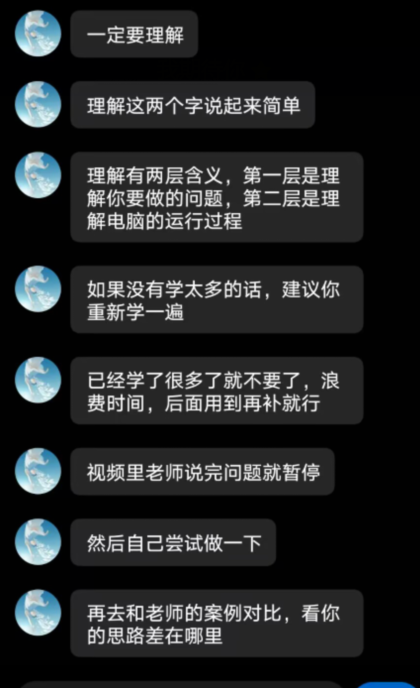 一定要理解
理解这两个字说起来简单
理解有两层含义，第一层是理
解你要做的问题，第二层是理
解电脑的运行过程
如果没有学太多的话，建议你
重新学一遍
已经学了很多了就不要了，浪
费时间，后面用到再补就行
视频里老师说完问题就暂停
然后自己尝试做一下
再去和老师的案例对比，看你
的思路差在哪里